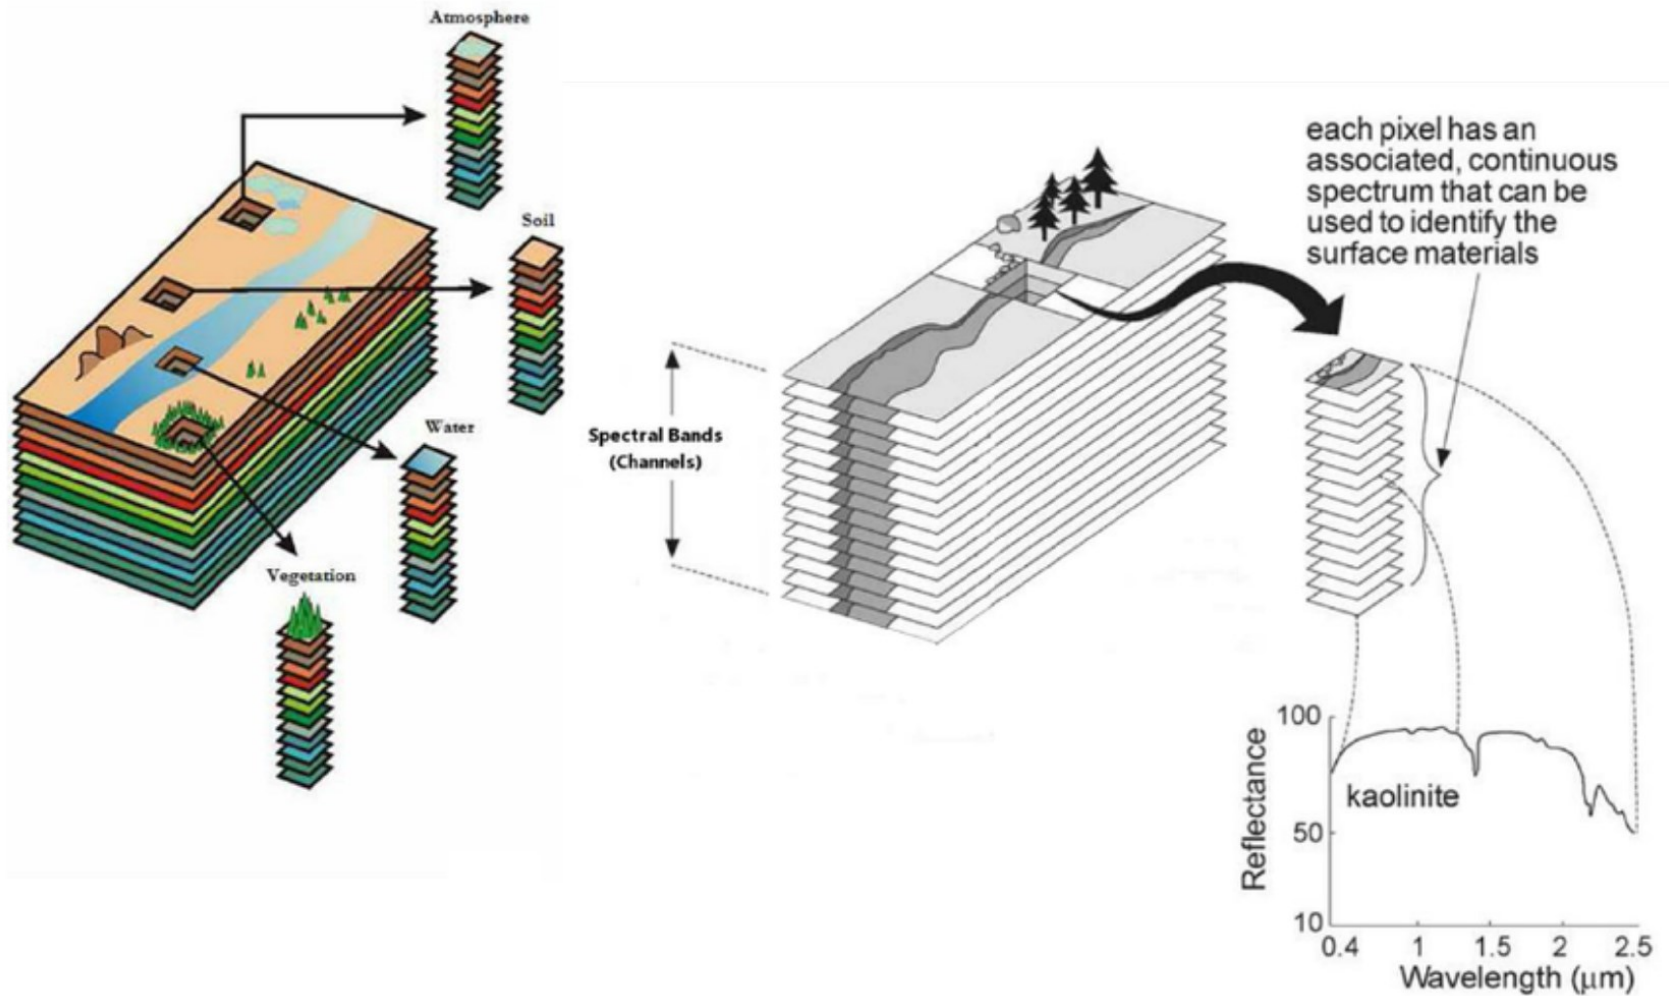 Atmosphere
Soil
Water
Vegetation
Spectral Bands
(Channels)
each pixel has an
associated, continuous
spectrum that can be
used to identify the
surface materials
100
50
10
Reflectance
kaolinite
0.4 1 1.5 2 2.5
Wavelength (μm)